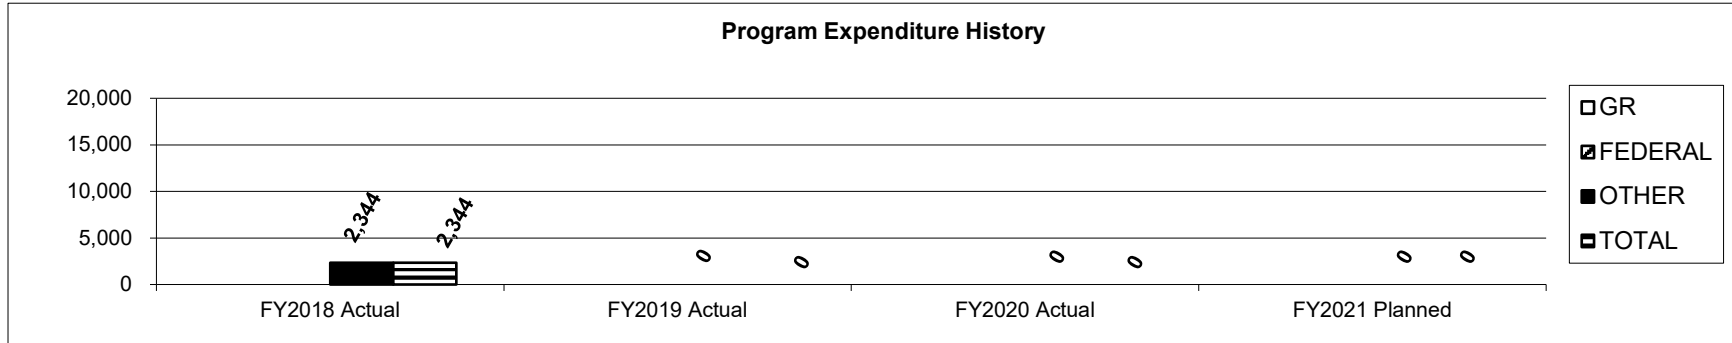 Program Expenditure History
20,000
15,000
10,000
5,000
0
2,344
2,344
0
0
0
0
0
0
FY2018 Actual
FY2019 Actual
FY2020 Actual
FY2021 Planned
GR
FEDERAL
OTHER
TOTAL